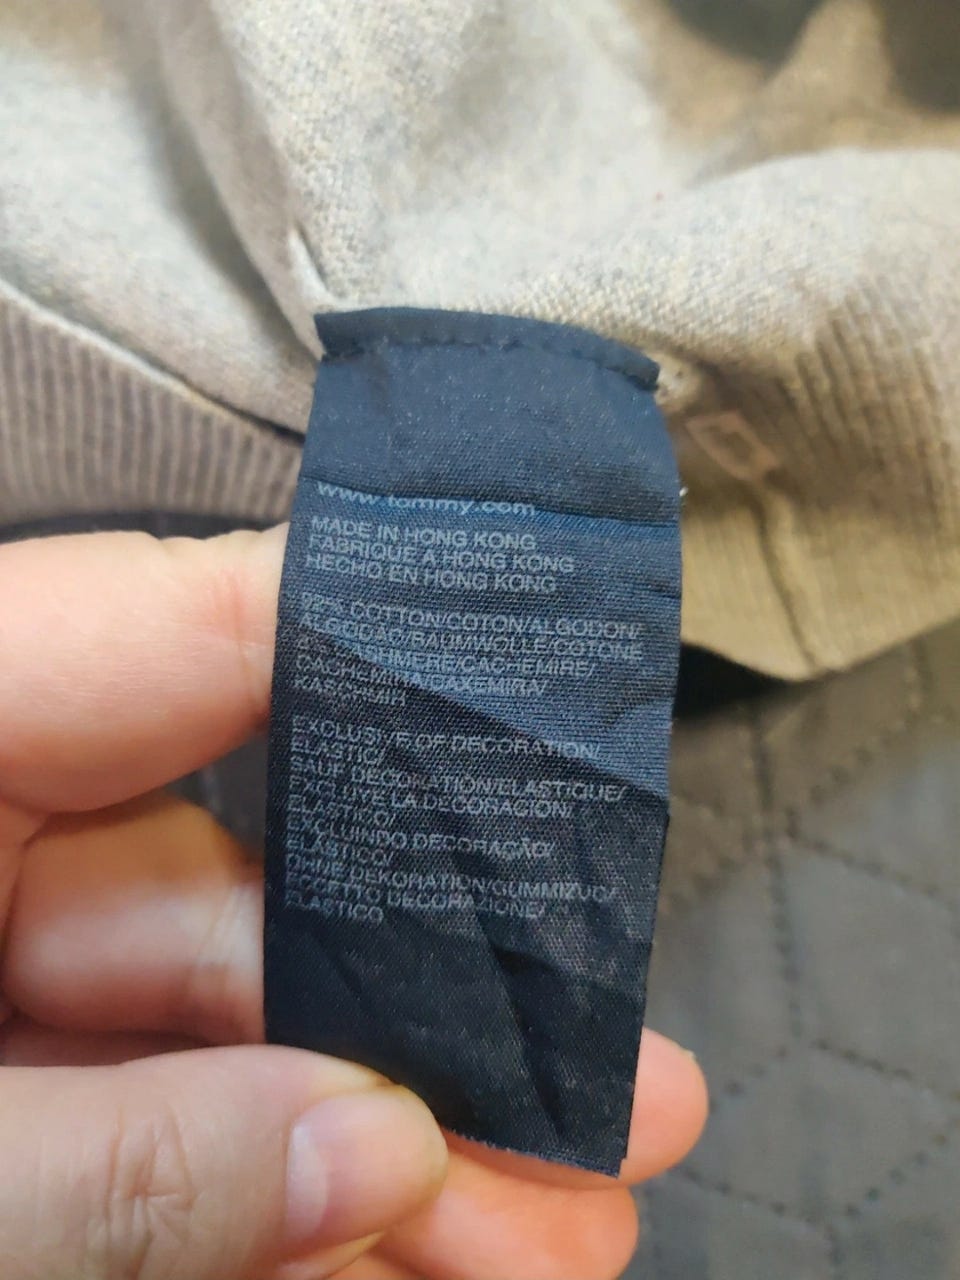 www.tommy.com
MADE IN HONG KONG
FABRIQUE A HONG KONG
HECHO EN HONG KONG
92% COTTON/COTON/ALGODON/
ALGODAO/BAUMWOLLE/COTONE
CASHMERE/CACHEMIRE/
CACHEMIRA/CAXEMIRA/
KASCHMIR
EXCLUSIVE OF DECORATION/
ELASTIC/
SAUF DECORATION/ELASTIQUE/
EXCLUYE LA DECORACION/
ELASTICO/
EXCLUINDO DECORAÇÃO/
ELASTICO/
OHNE DEKORATION/GUMMIZUG/
ECCETTO DECORAZIONE/
ELASTICO